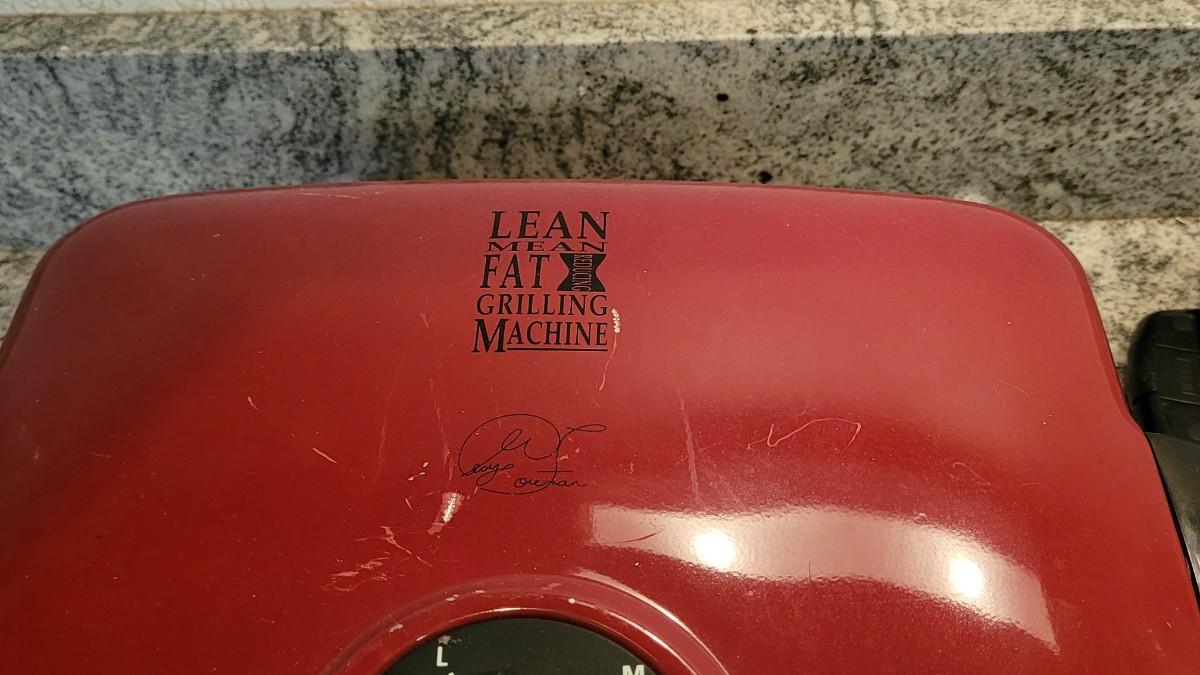 LEAN
MEAN
FAT REDUCING
GRILLING
MACHINE
L M